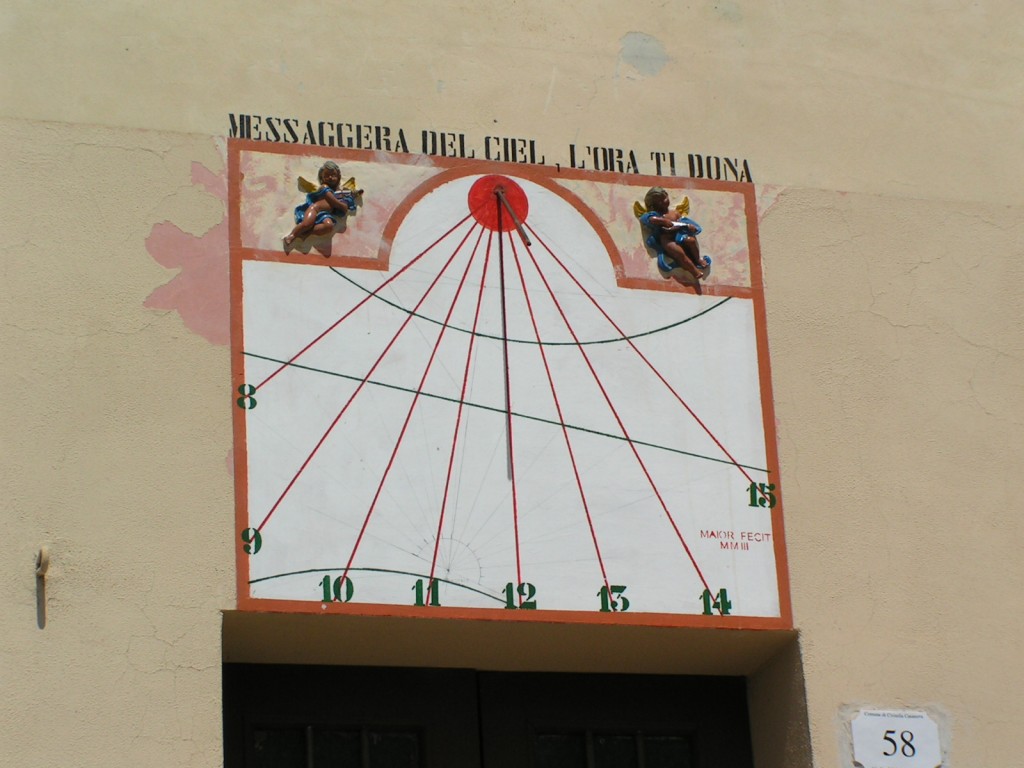 MESSAGGERA DEL CIEL, L'ORA TI DONA
8
9
10 11 12 13 14
15
MAIOR FECIT
MMIII
58